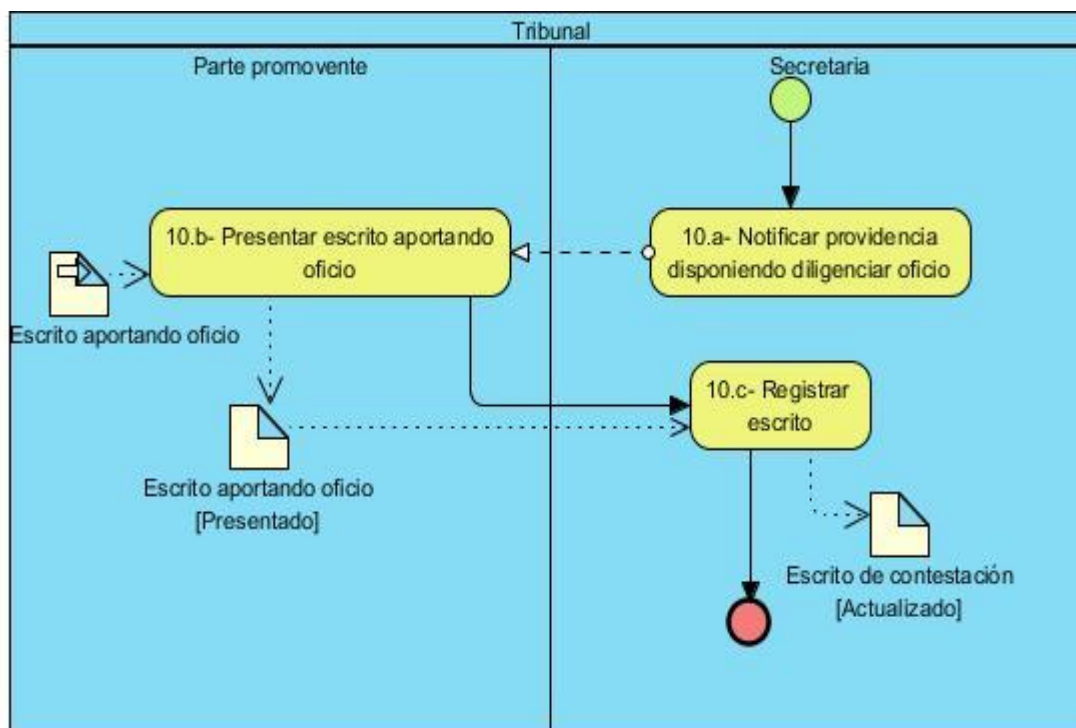 Tribunal
Parte promovente
Secretaria
10.b- Presentar escrito aportando
oficio
10.a- Notificar providencia
disponiendo diligenciar oficio
Escrito aportando oficio
10.c- Registrar
escrito
Escrito aportando oficio
[Presentado]
Escrito de contestación
[Actualizado]